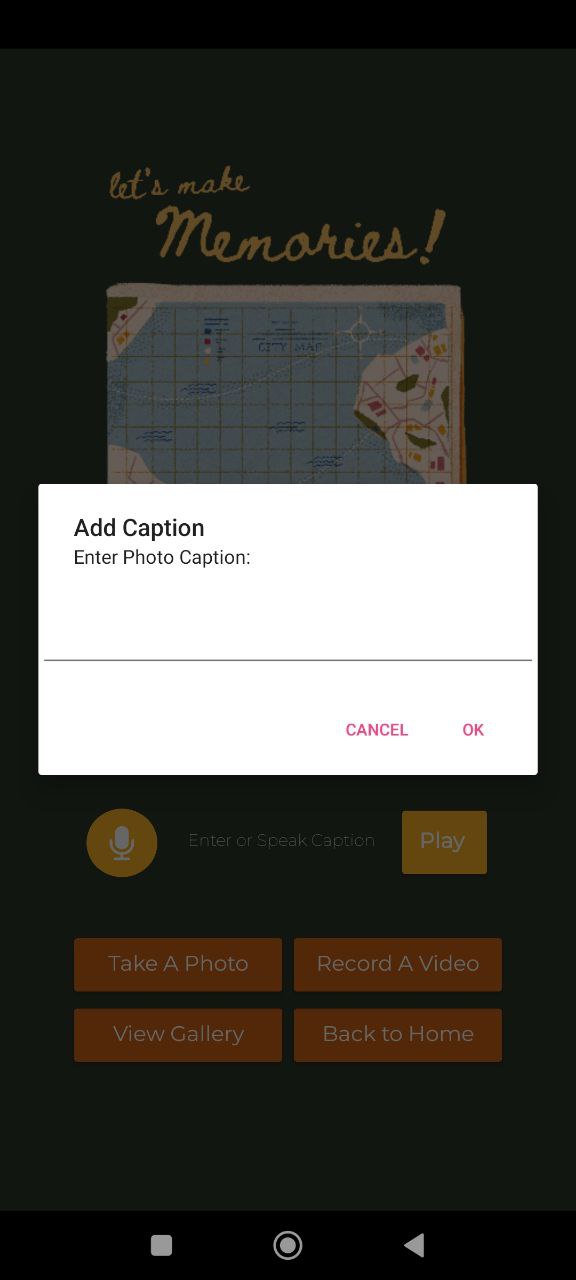 let's make
Memories!
CITY MAP
Add Caption
Enter Photo Caption:
CANCEL OK
Enter or Speak Caption Play
Take A Photo Record A Video
View Gallery Back to Home